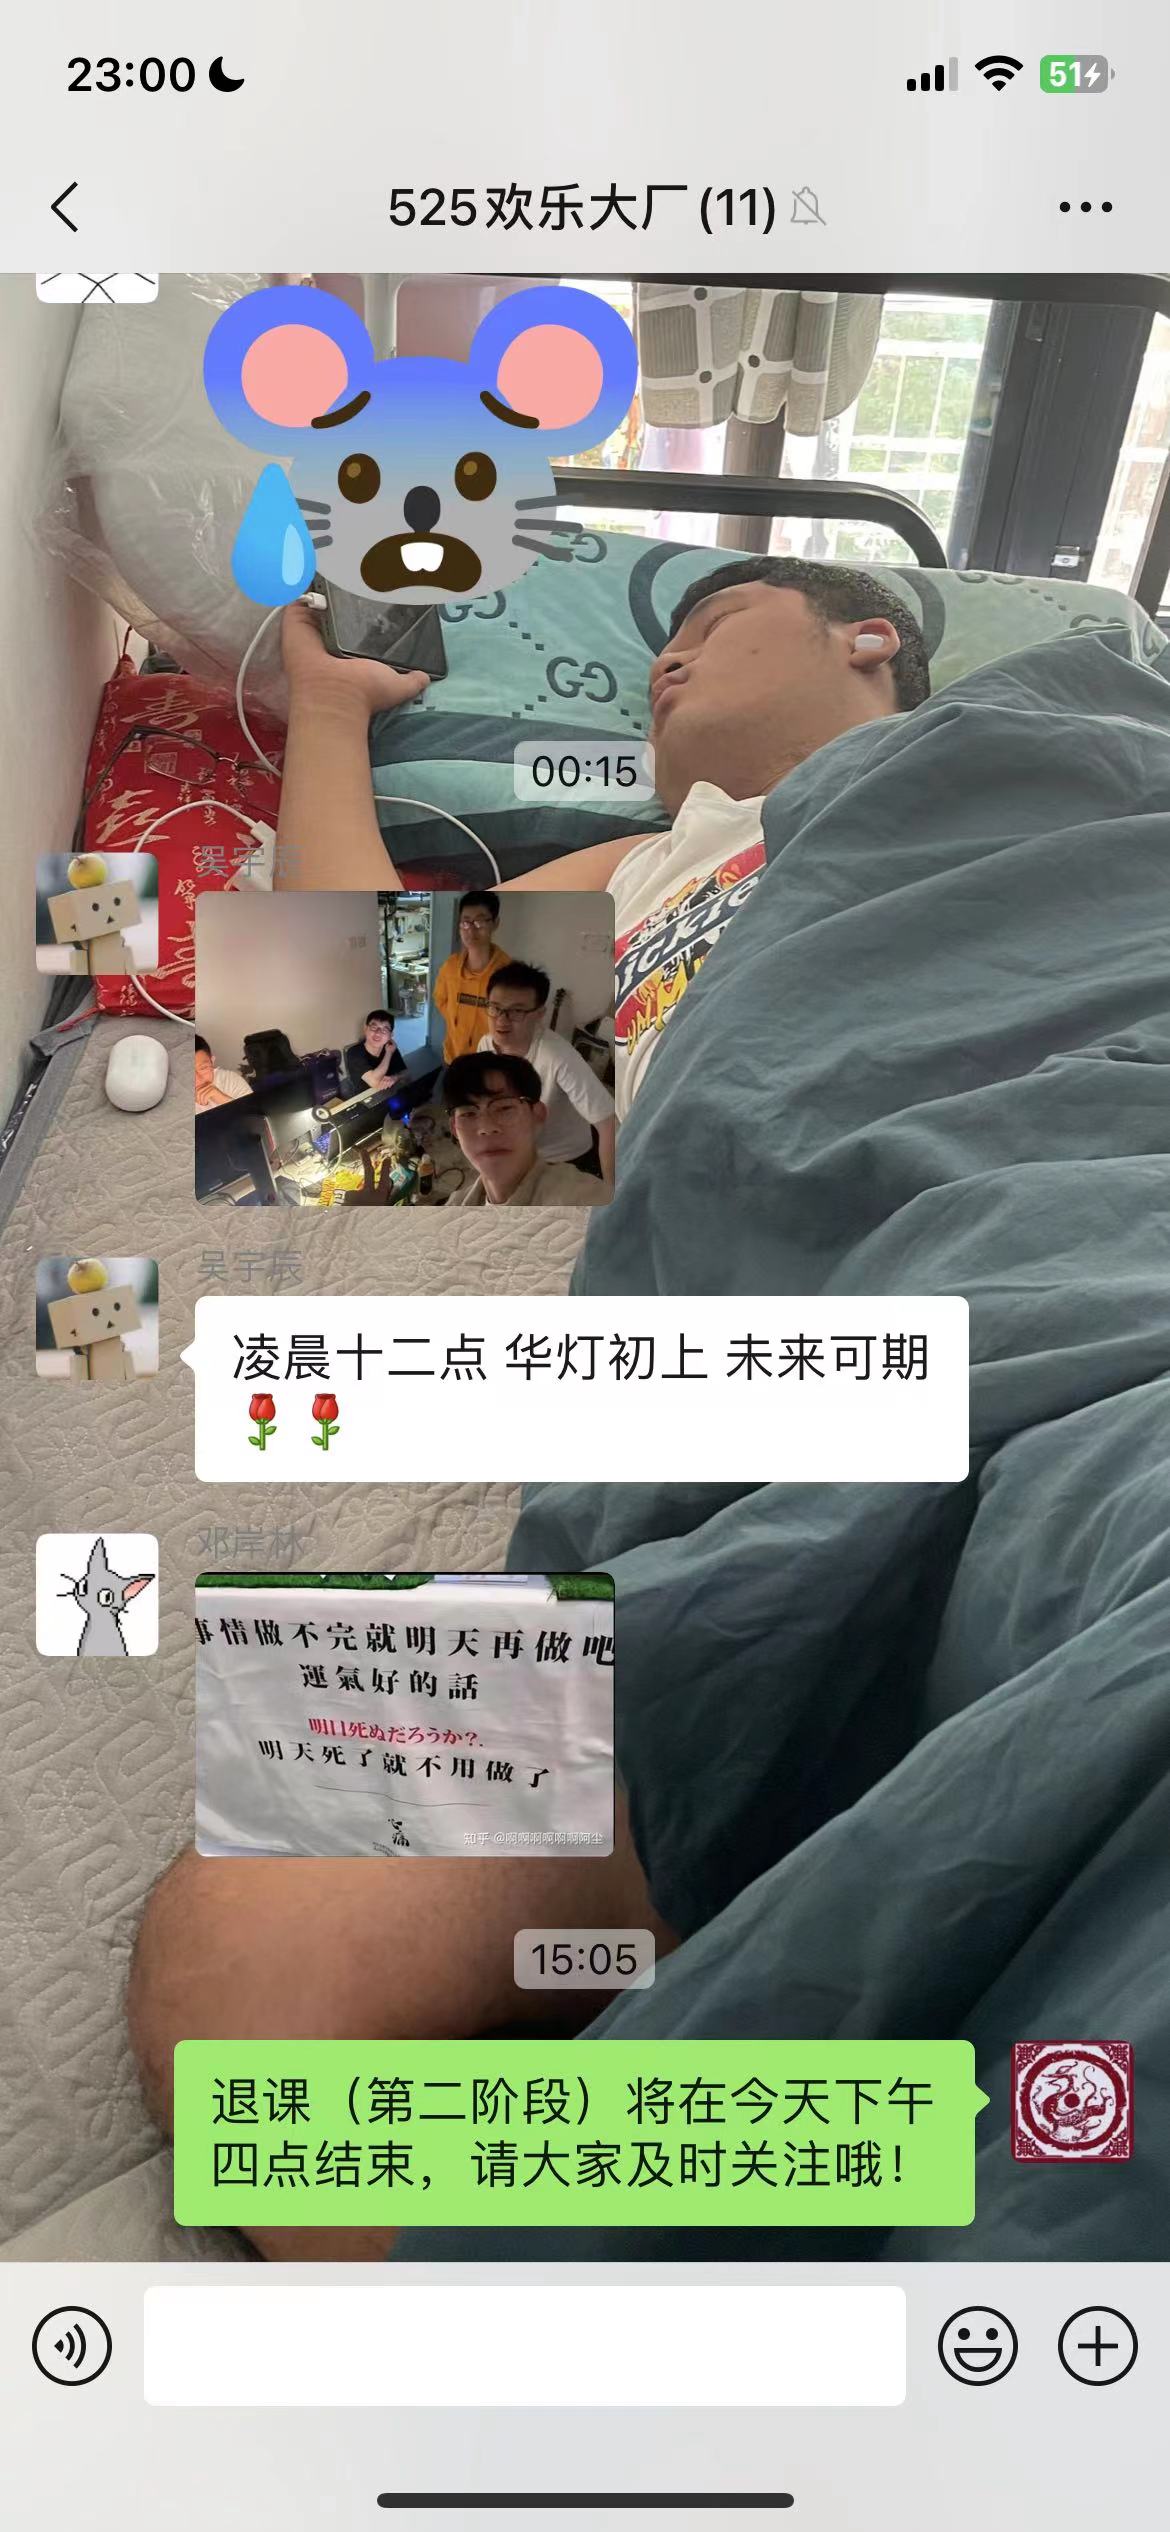 23:00
51
525欢乐大厂(11)
00:15
吴宇辰
吴宇辰
凌晨十二点 华灯初上 未来可期
邓岸林
事情做不完就明天再做吧
運氣好的話
明日死ぬだろうか?.
明天死了就不用做了
知乎 @啊啊啊啊啊啊阿尘
15:05
退课（第二阶段）将在今天下午
四点结束，请大家及时关注哦！